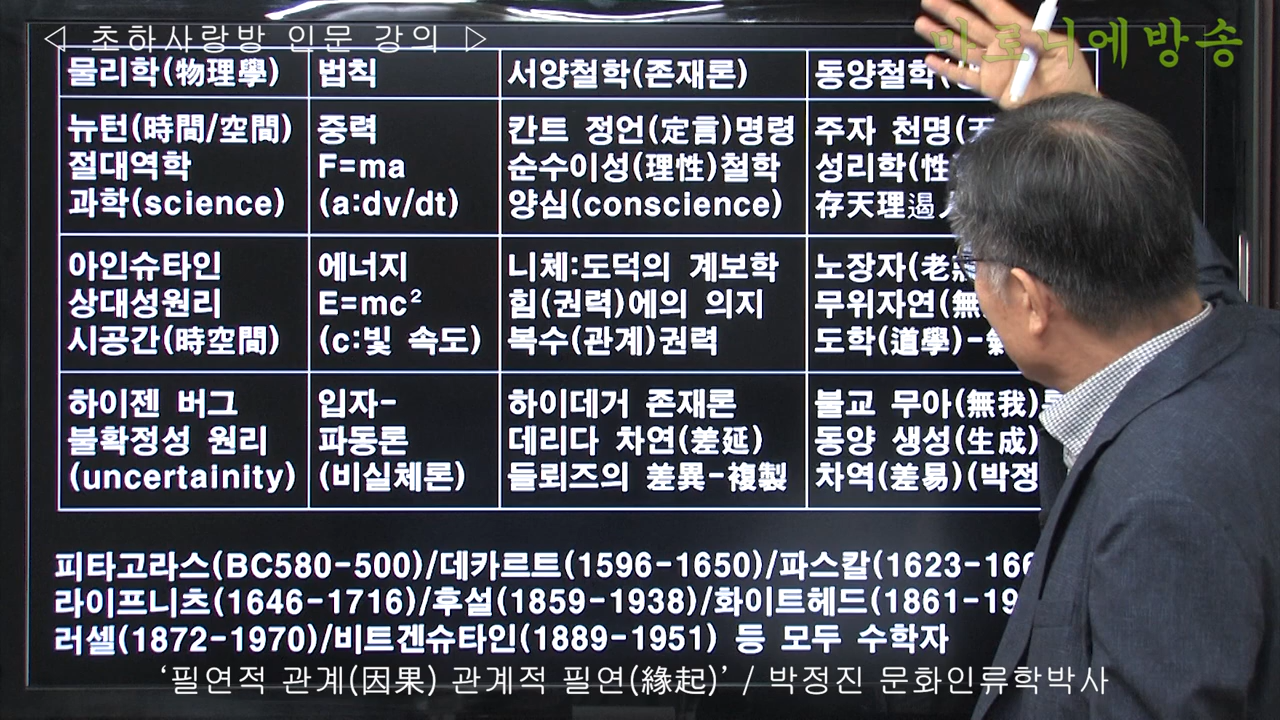 ◁ 초하사랑방 인문 강의 ▷
마로니에방송
물리학(物理學) 법칙 서양철학(존재론) 동양철학(
뉴턴(時間/空間) 중력 칸트 정언(定言)명령 주자 천명(
절대역학 F=ma 순수이성(理性)철학 성리학(性
과학(science) (a:dv/dt) 양심(conscience) 存天理遏
아인슈타인 에너지 니체:도덕의 계보학 노장자(老
상대성원리 E=mc² 힘(권력)에의 의지 무위자연(無
시공간(時空間) (c:빛 속도) 복수(관계)권력 도학(道學)-
하이젠 버그 입자- 하이데거 존재론 불교 무아(無我)
불확정성 원리 파동론 데리다 차연(差延) 동양 생성(生成)
(uncertainity) (비실체론) 들뢰즈의 差異-複製 차역(差易)(박정
피타고라스(BC580-500)/데카르트(1596-1650)/파스칼(1623-166
라이프니츠(1646-1716)/후설(1859-1938)/화이트헤드(1861-19
러셀(1872-1970)/비트겐슈타인(1889-1951) 등 모두 수학자
‘필연적 관계(因果) 관계적 필연(緣起)’ / 박정진 문화인류학박사